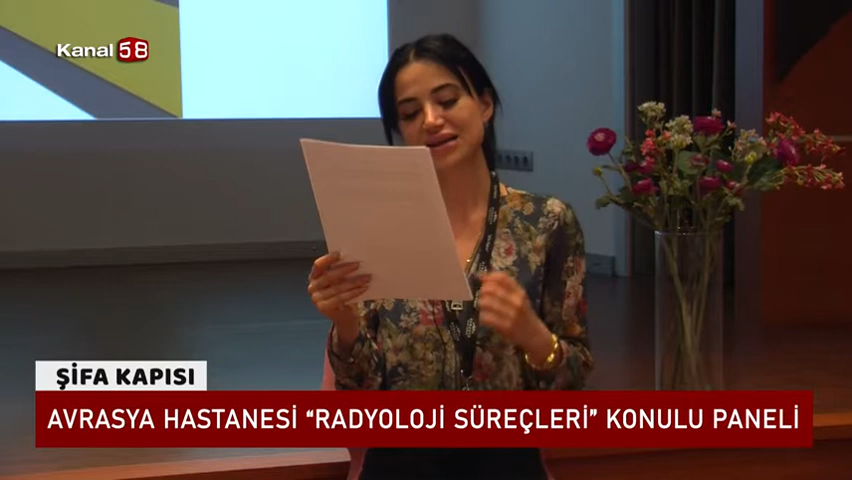 Kanal 58
ŞİFA KAPISI
AVRASYA HASTANESİ “RADYOLOJİ SÜREÇLERİ” KONULU PANELİ